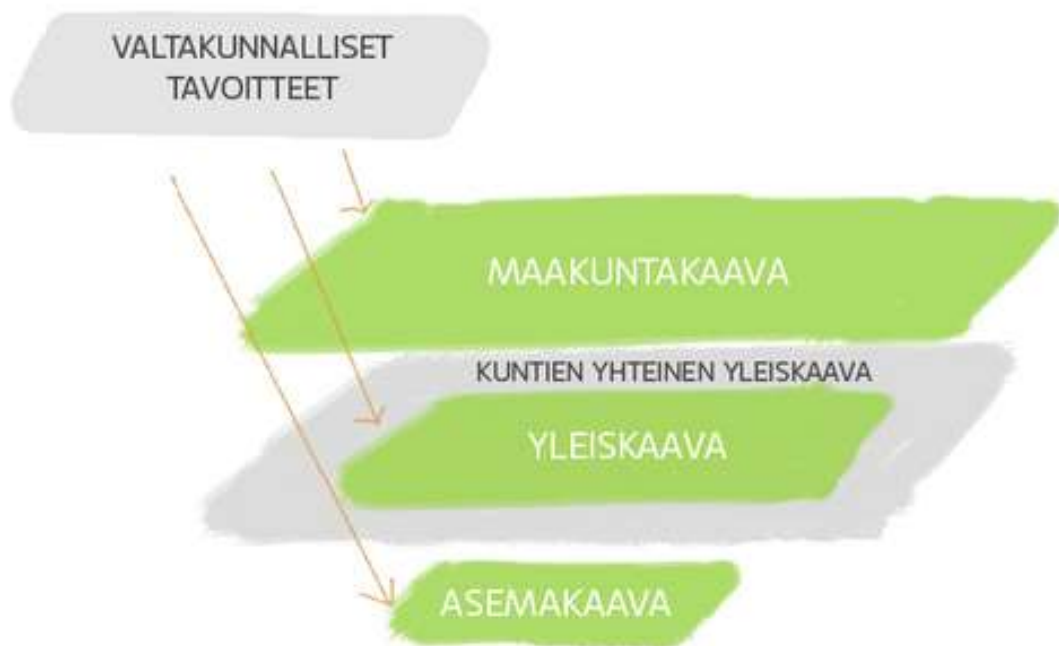 VALTAKUNNALLISET
TAVOITTEET
MAAKUNTAKAAVA
KUNTIEN YHTEINEN YLEISKAAVA
YLEISKAAVA
ASEMAKAAVA